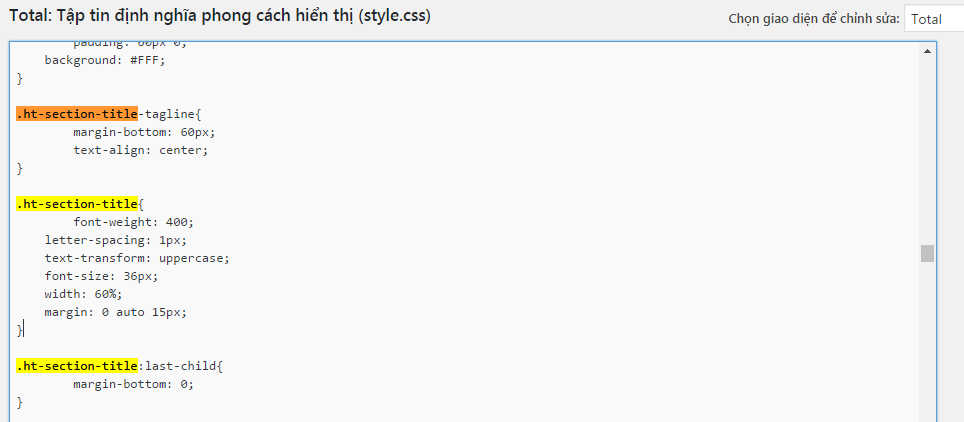 Total: Tập tin định nghĩa phong cách hiển thị (style.css)
Chọn giao diện để chỉnh sửa: Total
padding: 60px 0;
background: #FFF;
}
.ht-section-title-tagline{
margin-bottom: 60px;
text-align: center;
}
.ht-section-title{
font-weight: 400;
letter-spacing: 1px;
text-transform: uppercase;
font-size: 36px;
width: 60%;
margin: 0 auto 15px;
}
.ht-section-title:last-child{
margin-bottom: 0;
}